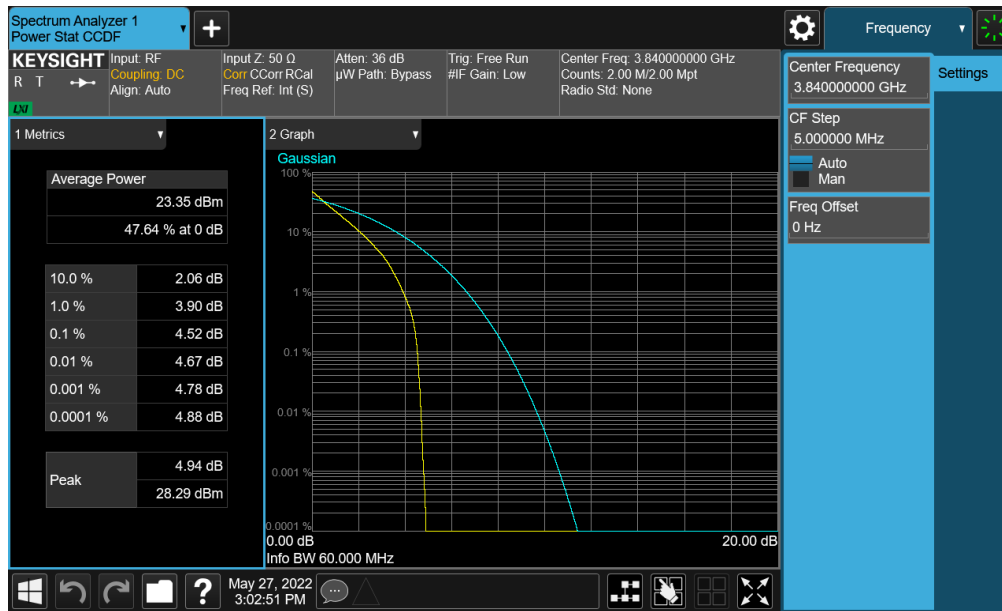 Spectrum Analyzer 1
Power Stat CCDF
+
Frequency
KEYSIGHT
R T
LXI
Input: RF
Coupling: DC
Align: Auto
Input Z: 50 Ω
Corr CCorr RCal
Freq Ref: Int (S)
Atten: 36 dB
µW Path: Bypass
Trig: Free Run
#IF Gain: Low
Center Freq: 3.840000000 GHz
Counts: 2.00 M/2.00 Mpt
Radio Std: None
Center Frequency
3.840000000 GHz
Settings
CF Step
5.000000 MHz
Auto
Man
Freq Offset
0 Hz
1 Metrics
Average Power
23.35 dBm
47.64 % at 0 dB
10.0 % 2.06 dB
1.0 % 3.90 dB
0.1 % 4.52 dB
0.01 % 4.67 dB
0.001 % 4.78 dB
0.0001 % 4.88 dB
Peak
4.94 dB
28.29 dBm
2 Graph
Gaussian
100 %
10 %
1 %
0.1 %
0.01 %
0.001 %
0.0001 %
0.00 dB 20.00 dB
Info BW 60.000 MHz
?
May 27, 2022
3:02:51 PM